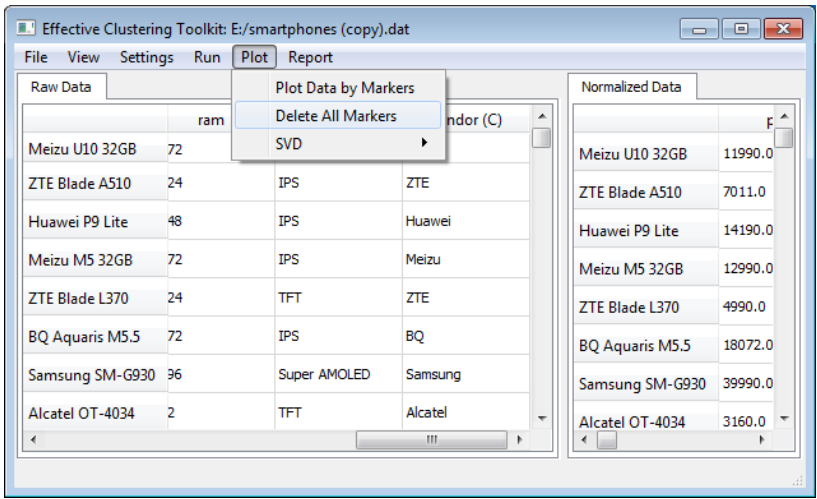 Effective Clustering Toolkit: E:/smartphones (copy).dat
File View Settings Run Plot Report
Plot Data by Markers
Delete All Markers
SVD
Raw Data
ram ndor (C)
Meizu U10 32GB 72
ZTE Blade A510 24 IPS ZTE
Huawei P9 Lite 48 IPS Huawei
Meizu M5 32GB 72 IPS Meizu
ZTE Blade L370 24 TFT ZTE
BQ Aquaris M5.5 72 IPS BQ
Samsung SM-G930 96 Super AMOLED Samsung
Alcatel OT-4034 2 TFT Alcatel
Normalized Data
p
Meizu U10 32GB 11990.0
ZTE Blade A510 7011.0
Huawei P9 Lite 14190.0
Meizu M5 32GB 12990.0
ZTE Blade L370 4990.0
BQ Aquaris M5.5 18072.0
Samsung SM-G930 39990.0
Alcatel OT-4034 3160.0